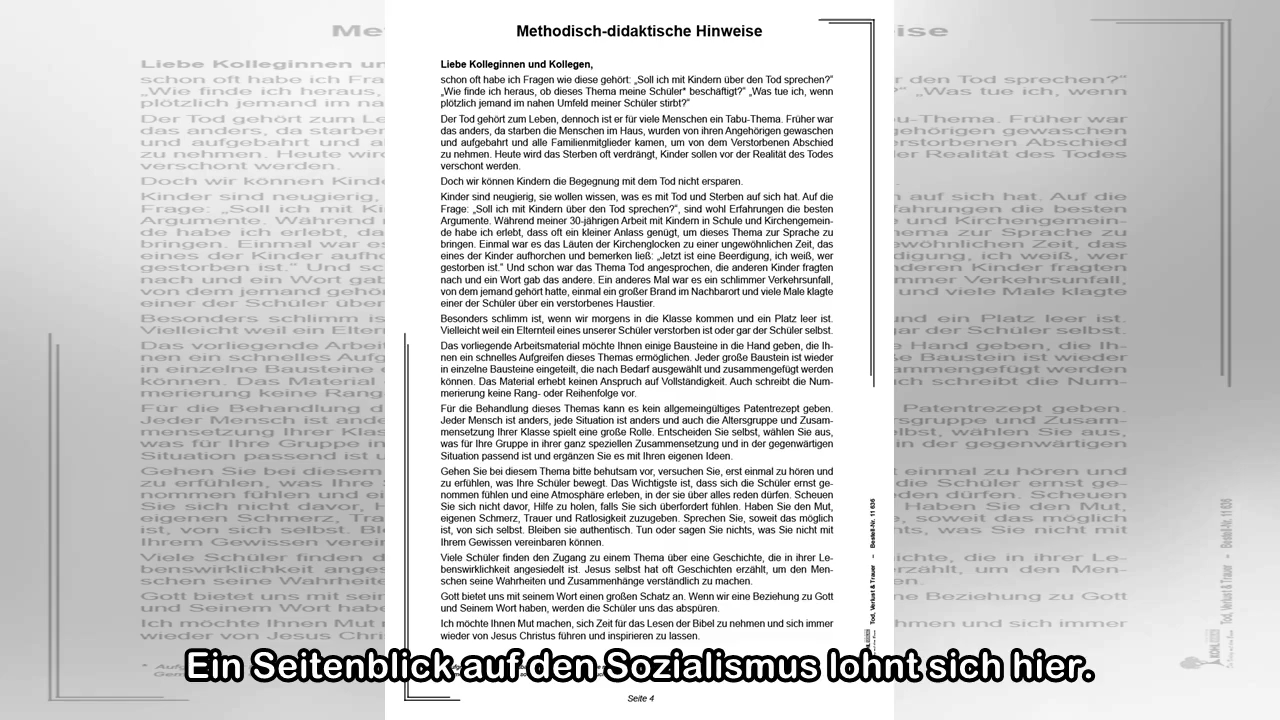 Methodisch-didaktische Hinweise
Liebe Kolleginnen und Kollegen,
schon oft habe ich Fragen wie diese gehört: „Soll ich mit Kindern über den Tod sprechen?“
„Wie finde ich heraus, ob dieses Thema meine Schüler* beschäftigt?“ „Was tue ich, wenn
plötzlich jemand im nahen Umfeld meiner Schüler stirbt?“
Der Tod gehört zum Leben, dennoch ist er für viele Menschen ein Tabu-Thema. Früher war
das anders, da starben die Menschen im Haus, wurden von ihren Angehörigen gewaschen
und aufgebahrt und alle Familienmitglieder kamen, um von dem Verstorbenen Abschied
zu nehmen. Heute wird das Sterben oft verdrängt, Kinder sollen vor der Realität des Todes
verschont werden.
Doch wir können Kindern die Begegnung mit dem Tod nicht ersparen.
Kinder sind neugierig, sie wollen wissen, was es mit Tod und Sterben auf sich hat. Auf die
Frage: „Soll ich mit Kindern über den Tod sprechen?“, sind wohl Erfahrungen die besten
Argumente. Während meiner 30-jährigen Arbeit mit Kindern in Schule und Kirchengemein-
de habe ich erlebt, dass oft ein kleiner Anlass genügt, um dieses Thema zur Sprache zu
bringen. Einmal war es das Läuten der Kirchenglocken zu einer ungewöhnlichen Zeit, das
eines der Kinder aufhorchen und bemerken ließ: „Jetzt ist eine Beerdigung, ich weiß, wer
gestorben ist.“ Und schon war das Thema Tod angesprochen, die anderen Kinder fragten
nach und ein Wort gab das andere. Ein anderes Mal war es ein schlimmer Verkehrsunfall,
von dem jemand gehört hatte, einmal ein großer Brand im Nachbarort und viele Male klagte
einer der Schüler über ein verstorbenes Haustier.
Besonders schlimm ist, wenn wir morgens in die Klasse kommen und ein Platz leer ist.
Vielleicht weil ein Elternteil eines unserer Schüler verstorben ist oder gar der Schüler selbst.
Das vorliegende Arbeitsmaterial möchte Ihnen einige Bausteine in die Hand geben, die Ih-
nen ein schnelles Aufgreifen dieses Themas ermöglichen. Jeder große Baustein ist wieder
in einzelne Bausteine eingeteilt, die nach Bedarf ausgewählt und zusammengefügt werden
können. Das Material erhebt keinen Anspruch auf Vollständigkeit. Auch schreibt die Num-
merierung keine Rang- oder Reihenfolge vor.
Für die Behandlung dieses Themas kann es kein allgemeingültiges Patentrezept geben.
Jeder Mensch ist anders, jede Situation ist anders und auch die Altersgruppe und Zusam-
mensetzung Ihrer Klasse spielt eine große Rolle. Entscheiden Sie selbst, wählen Sie aus,
was für Ihre Gruppe in ihrer ganz speziellen Zusammensetzung und in der gegenwärtigen
Situation passend ist und ergänzen Sie es mit Ihren eigenen Ideen.
Gehen Sie bei diesem Thema bitte behutsam vor, versuchen Sie, erst einmal zu hören und
zu erfühlen, was Ihre Schüler bewegt. Das Wichtigste ist, dass sich die Schüler ernst ge-
nommen fühlen und eine Atmosphäre erleben, in der sie über alles reden dürfen. Scheuen
Sie sich nicht davor, Hilfe zu holen, falls Sie sich überfordert fühlen. Haben Sie den Mut,
eigenen Schmerz, Trauer und Ratlosigkeit zuzugeben. Sprechen Sie, soweit das möglich
ist, von sich selbst. Bleiben sie authentisch. Tun oder sagen Sie nichts, was Sie nicht mit
Ihrem Gewissen vereinbaren können.
Viele Schüler finden den Zugang zu einem Thema über eine Geschichte, die in ihrer Le-
benswirklichkeit angesiedelt ist. Jesus selbst hat oft Geschichten erzählt, um den Men-
schen seine Wahrheiten und Zusammenhänge verständlich zu machen.
Gott bietet uns mit seinem Wort einen großen Schatz an. Wenn wir eine Beziehung zu Gott
und Seinem Wort haben, werden die Schüler uns das abspüren.
Ich möchte Ihnen Mut machen, sich Zeit für das Lesen der Bibel zu nehmen und sich immer
wieder von Jesus Christus führen und inspirieren zu lassen.
Ein Seitenblick auf den Sozialismus lohnt sich hier.
Seite 4
Tod, Verlust & Trauer – Bestell-Nr. 11 636